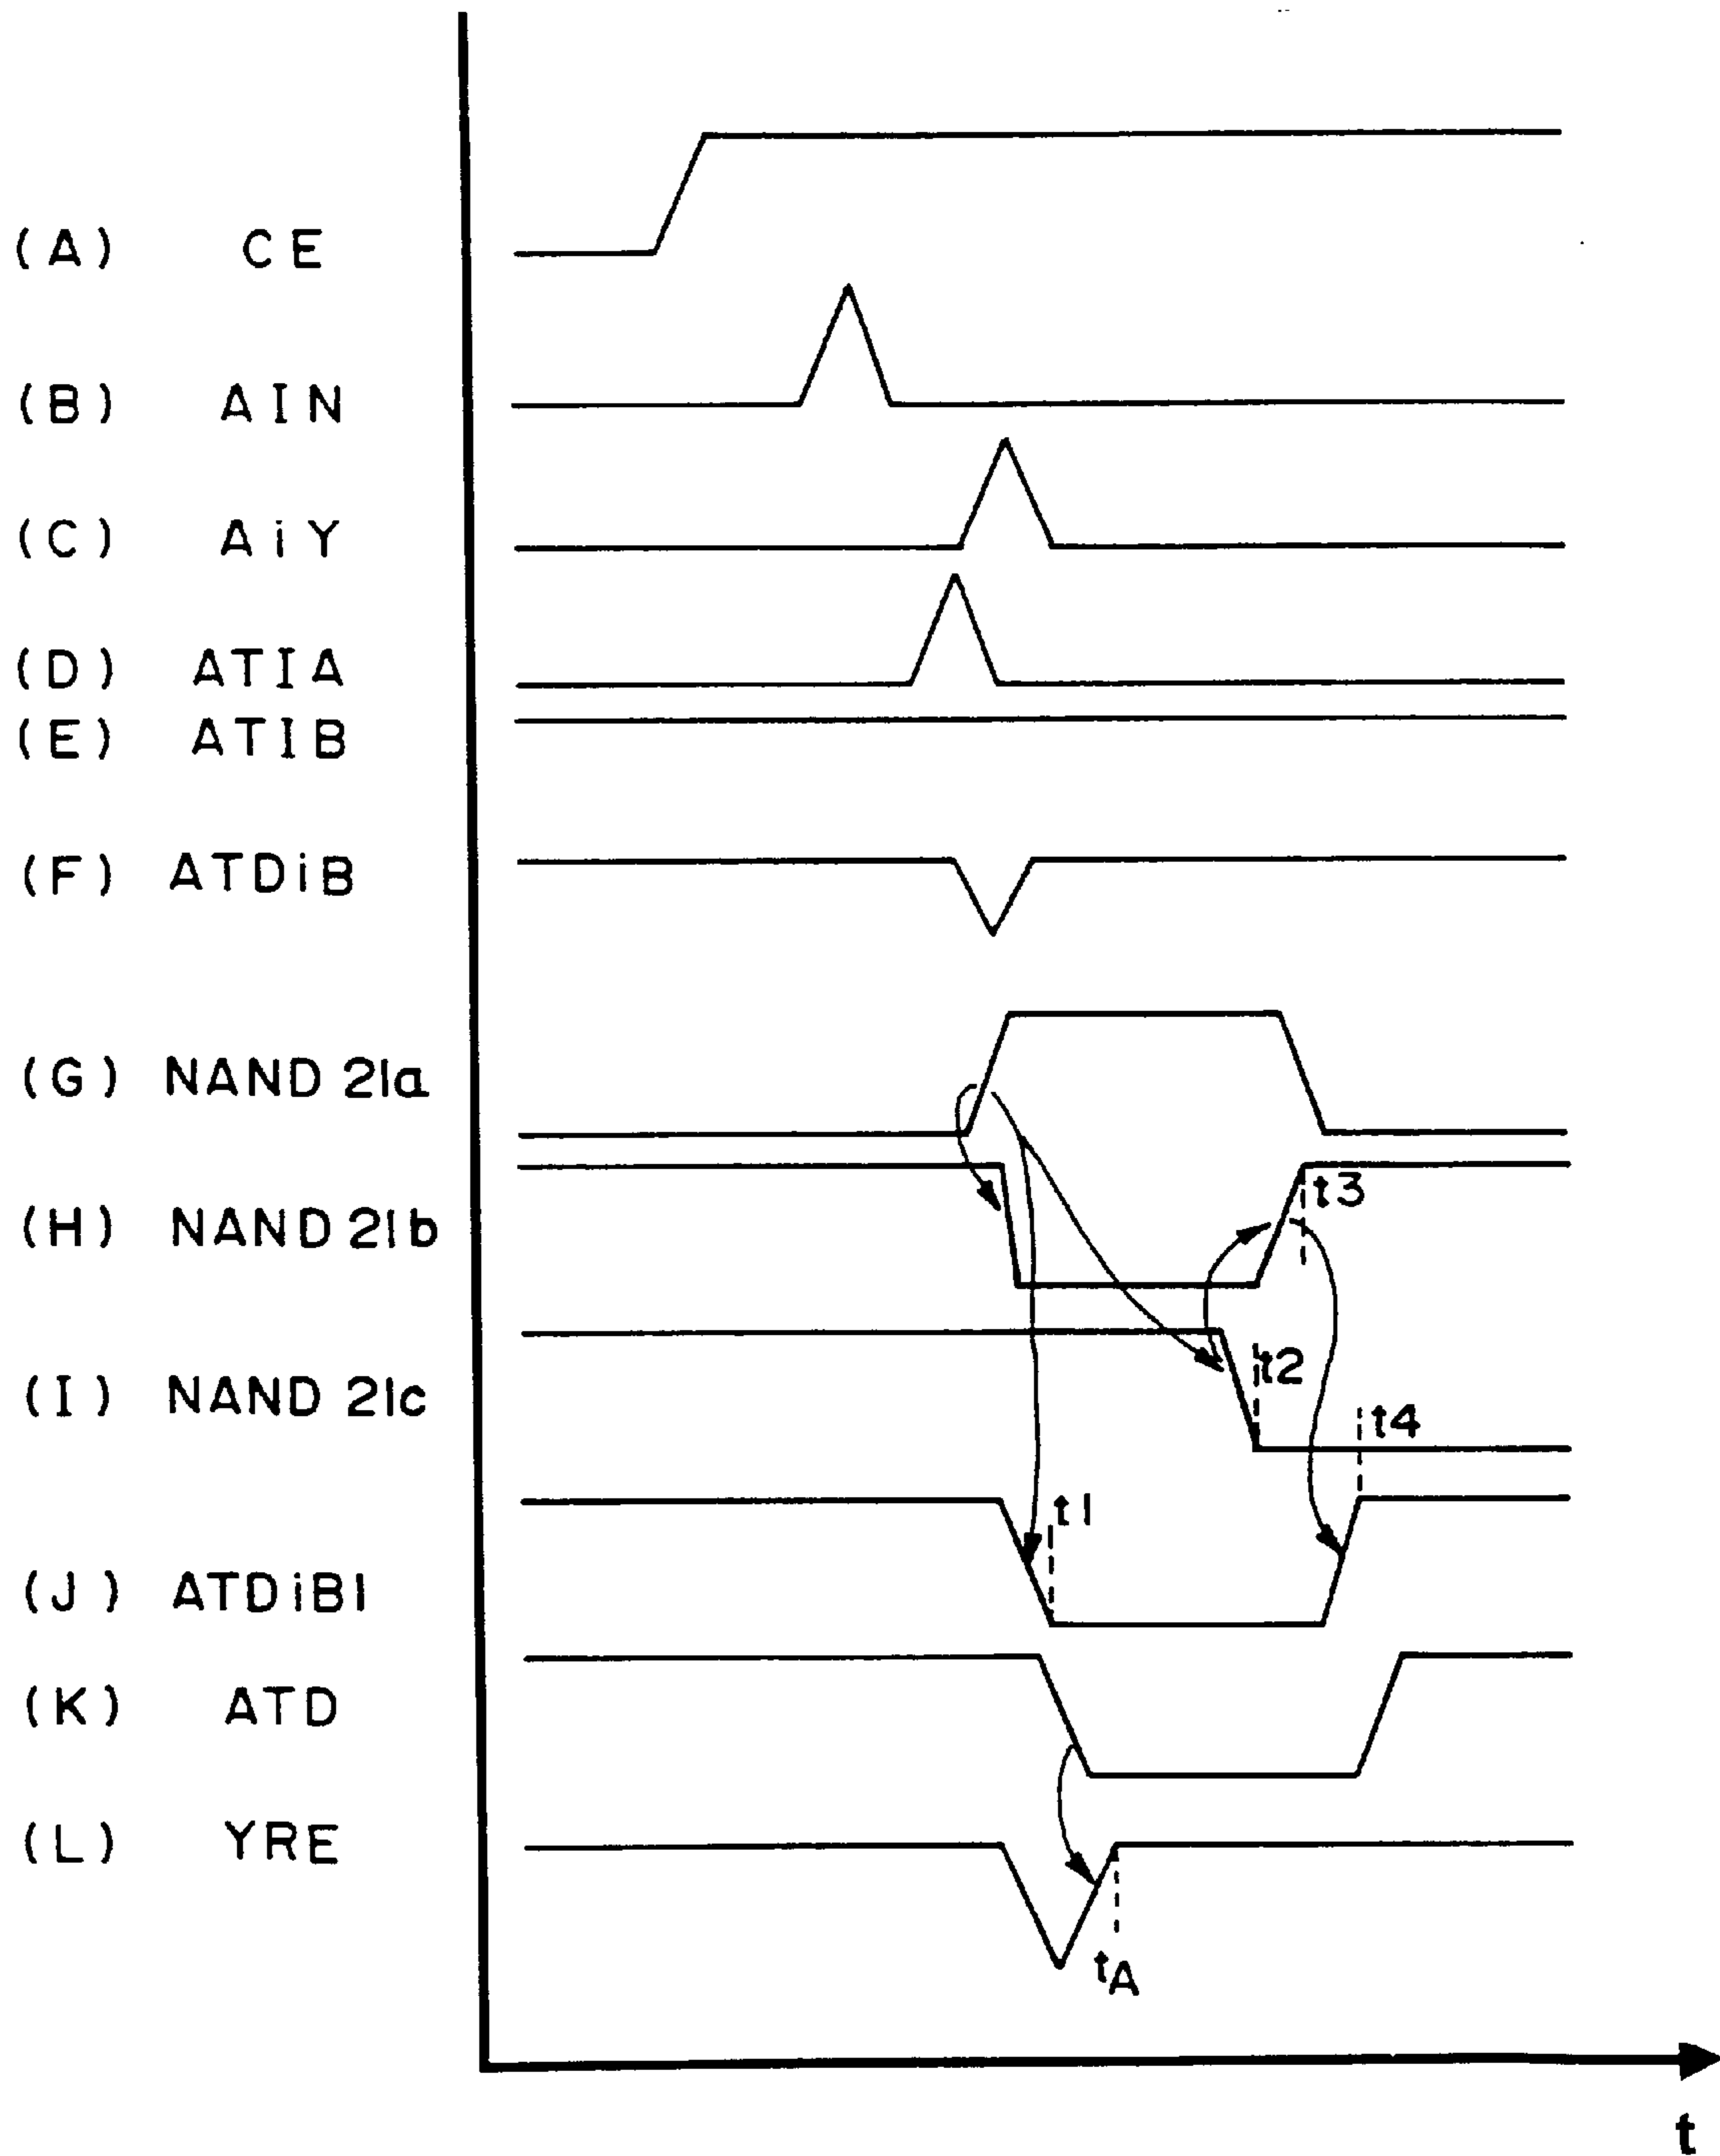 (A) CE
(B) AIN
(C) AiY
(D) ATIA
(E) ATIB
(F) ATDiB
(G) NAND 21a
(H) NAND 21b
t3
(I) NAND 21c
t2
t4
t1
(J) ATDiB1
(K) ATD
(L) YRE
tA
t